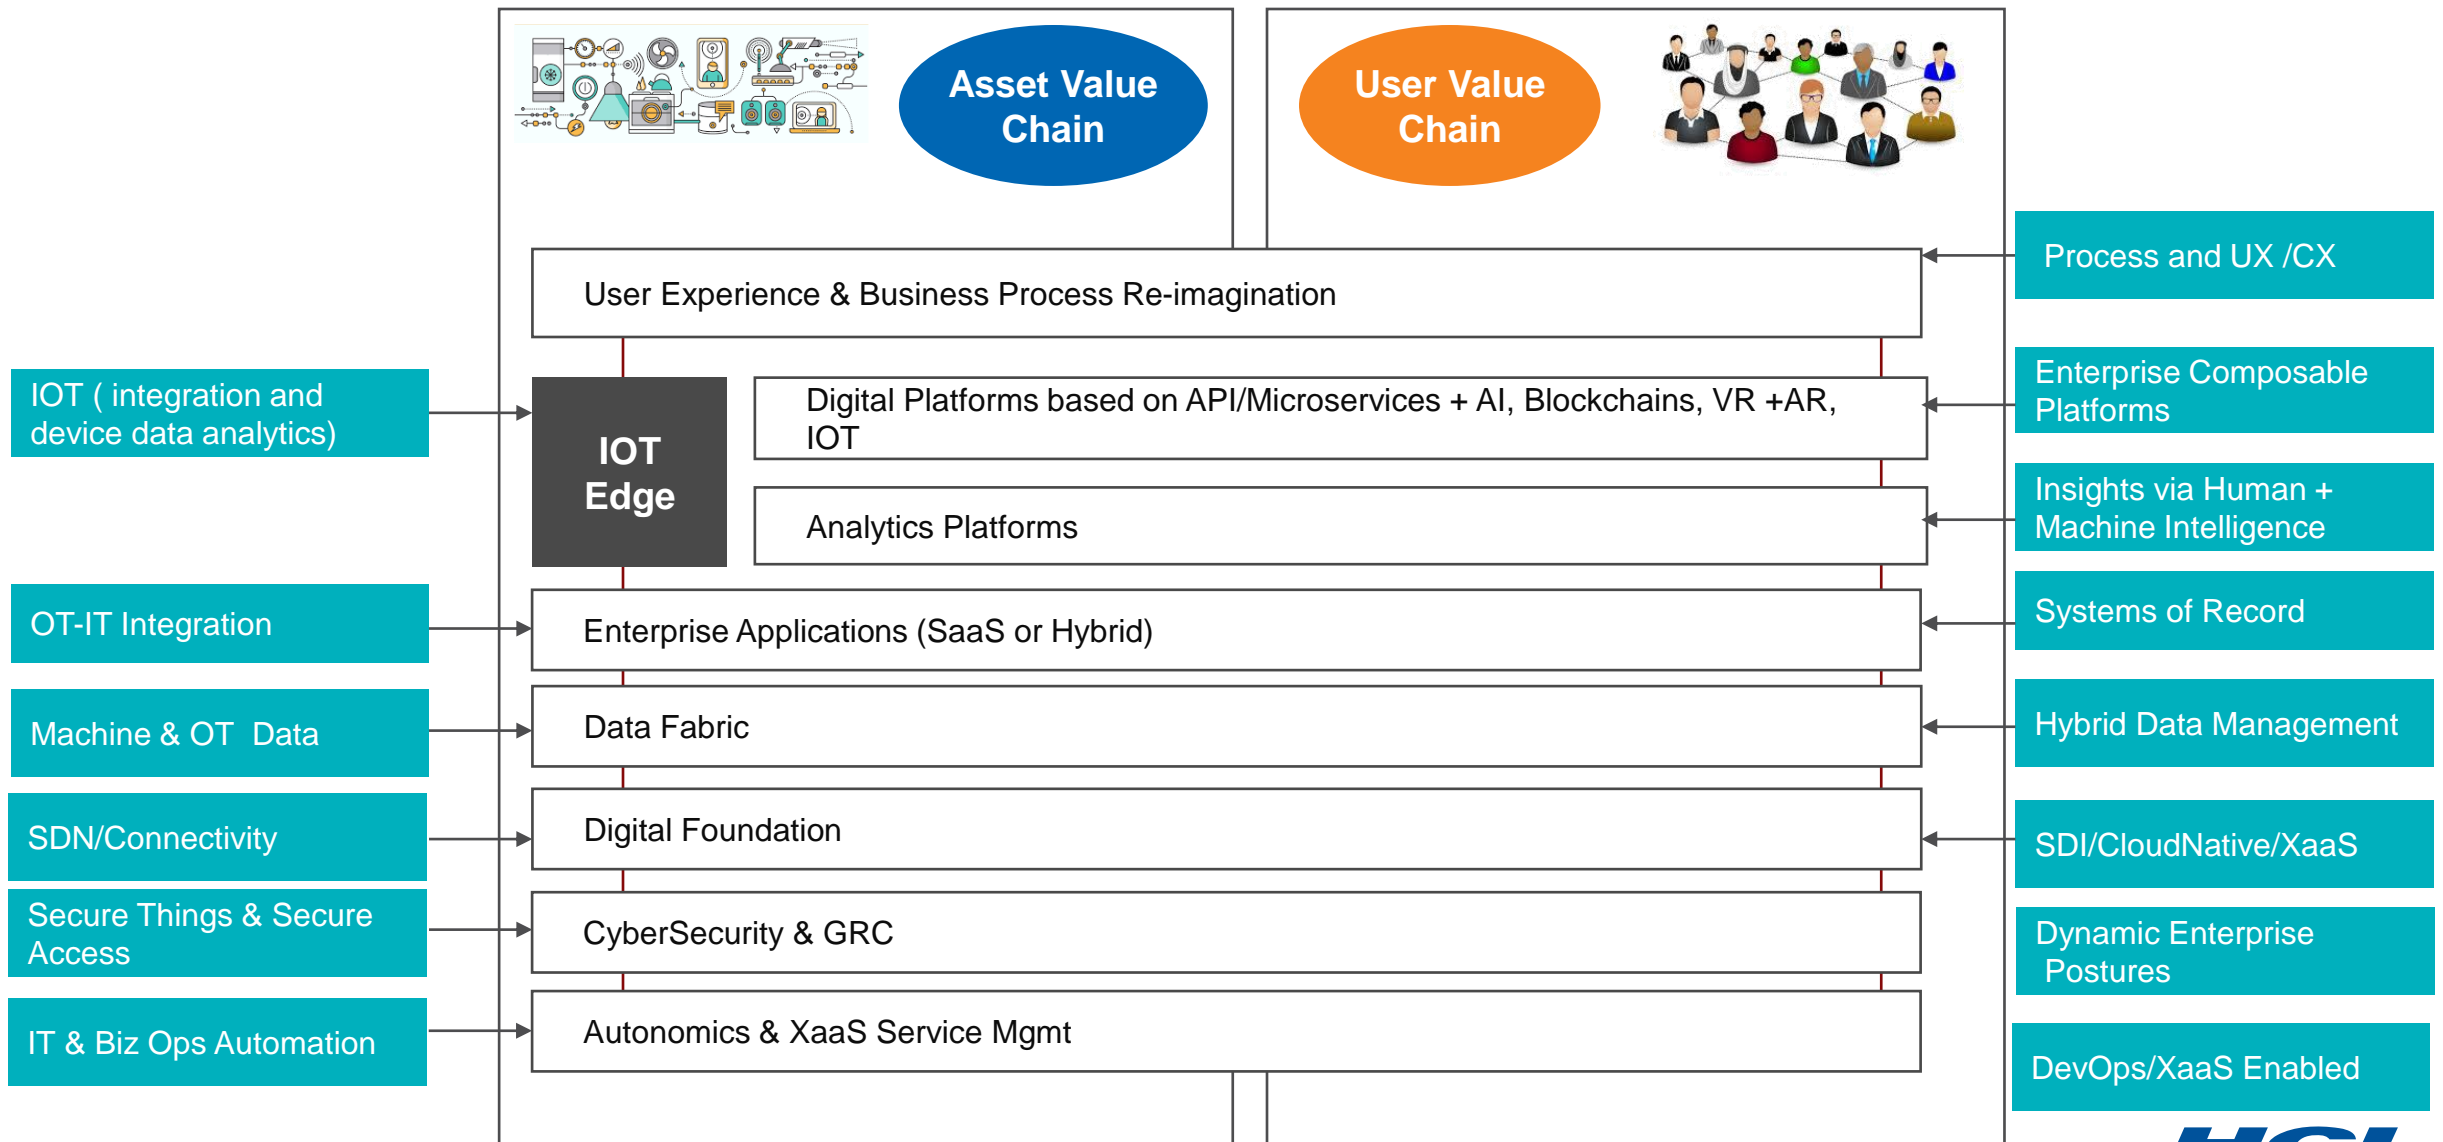 Asset Value
Chain
User Value
Chain
Process and UX /CX
User Experience & Business Process Re-imagination
IOT ( integration and
device data analytics)
IOT
Edge
Digital Platforms based on API/Microservices + AI, Blockchains, VR +AR,
IOT
Enterprise Composable
Platforms
Analytics Platforms
Insights via Human +
Machine Intelligence
OT-IT Integration
Enterprise Applications (SaaS or Hybrid)
Systems of Record
Machine & OT  Data
Data Fabric
Hybrid Data Management
SDN/Connectivity
Digital Foundation
SDI/CloudNative/XaaS
Secure Things & Secure
Access
CyberSecurity & GRC
Dynamic Enterprise
Postures
IT & Biz Ops Automation
Autonomics & XaaS Service Mgmt
DevOps/XaaS Enabled